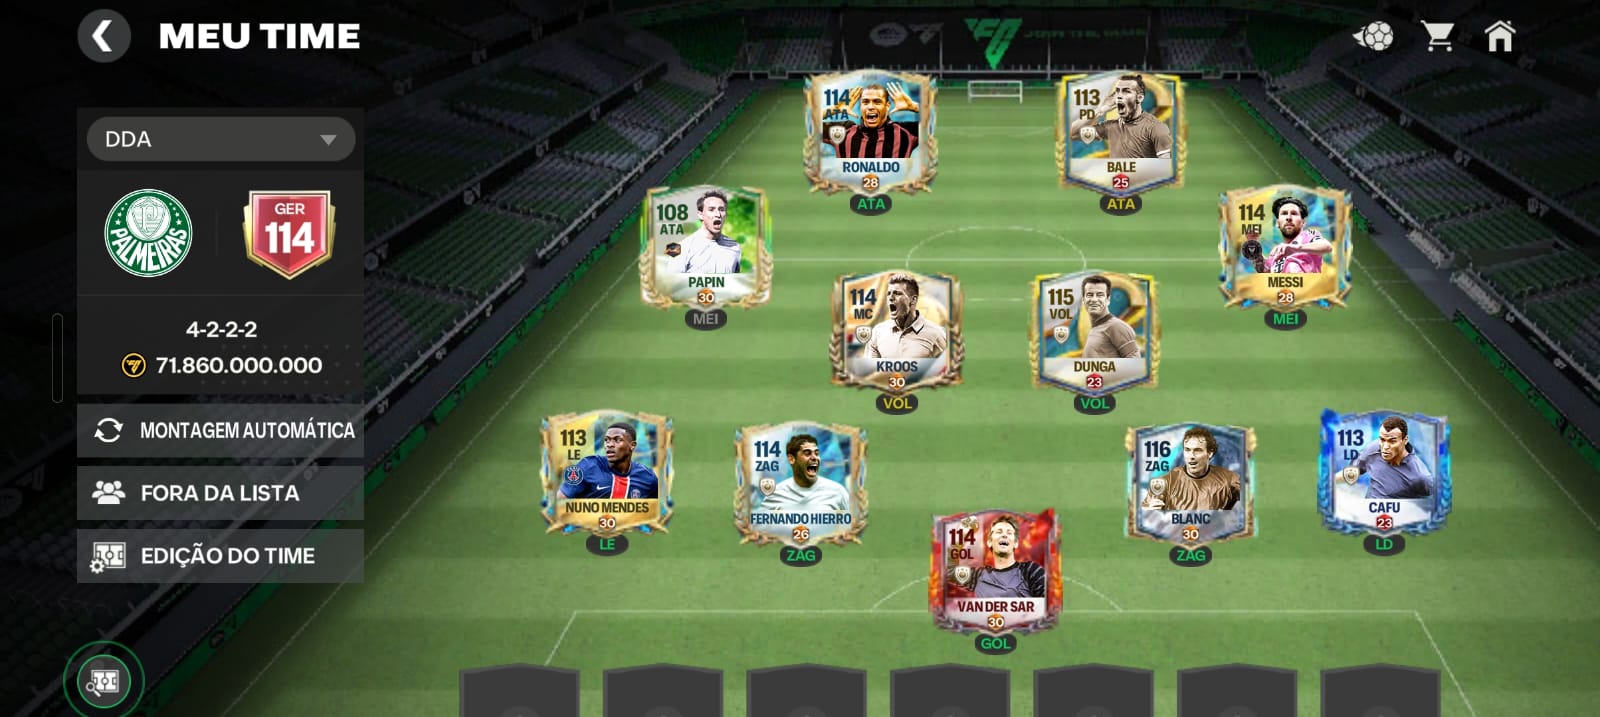 MEU TIME
DDA
PALMEIRAS
GER
114
4-2-2-2
71.860.000.000
MONTAGEM AUTOMÁTICA
FORA DA LISTA
EDIÇÃO DO TIME
114
ATA
RONALDO
28
ATA
113
PD
BALE
25
ATA
108
ATA
PAPIN
30
MEI
114
MEI
MESSI
28
MEI
114
MC
KROOS
30
VOL
115
VOL
DUNGA
23
VOL
113
LE
NUNO MENDES
30
LE
114
ZAG
FERNANDO HIERRO
26
ZAG
116
ZAG
BLANC
30
ZAG
113
LD
CAFU
23
LD
114
GOL
VAN DER SAR
30
GOL